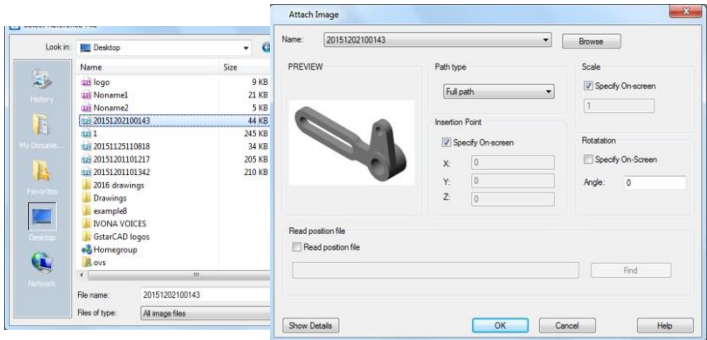 Look in:
Desktop
Name
Size
logo
9 KB
Noname1
21 KB
Noname2
5 KB
20151202100143
44 KB
1
245 KB
20151125110818
34 KB
20151201101217
205 KB
20151201101342
210 KB
2016 drawings
Drawings
example8
IVONA VOICES
GstarCAD logos
Homegroup
ovs
History
My Docume...
Favorites
Desktop
Network
File name:
20151202100143
Files of type:
All image files
Attach Image
Name:
20151202100143
Browse
PREVIEW
Path type
Full path
Insertion Point
Specify On-screen
X:
0
Y:
0
Z:
0
Scale
Specify On-screen
1
Rotatation
Specify On-Screen
Angle:
0
Read position file
Read position file
Find
Show Details
OK
Cancel
Help